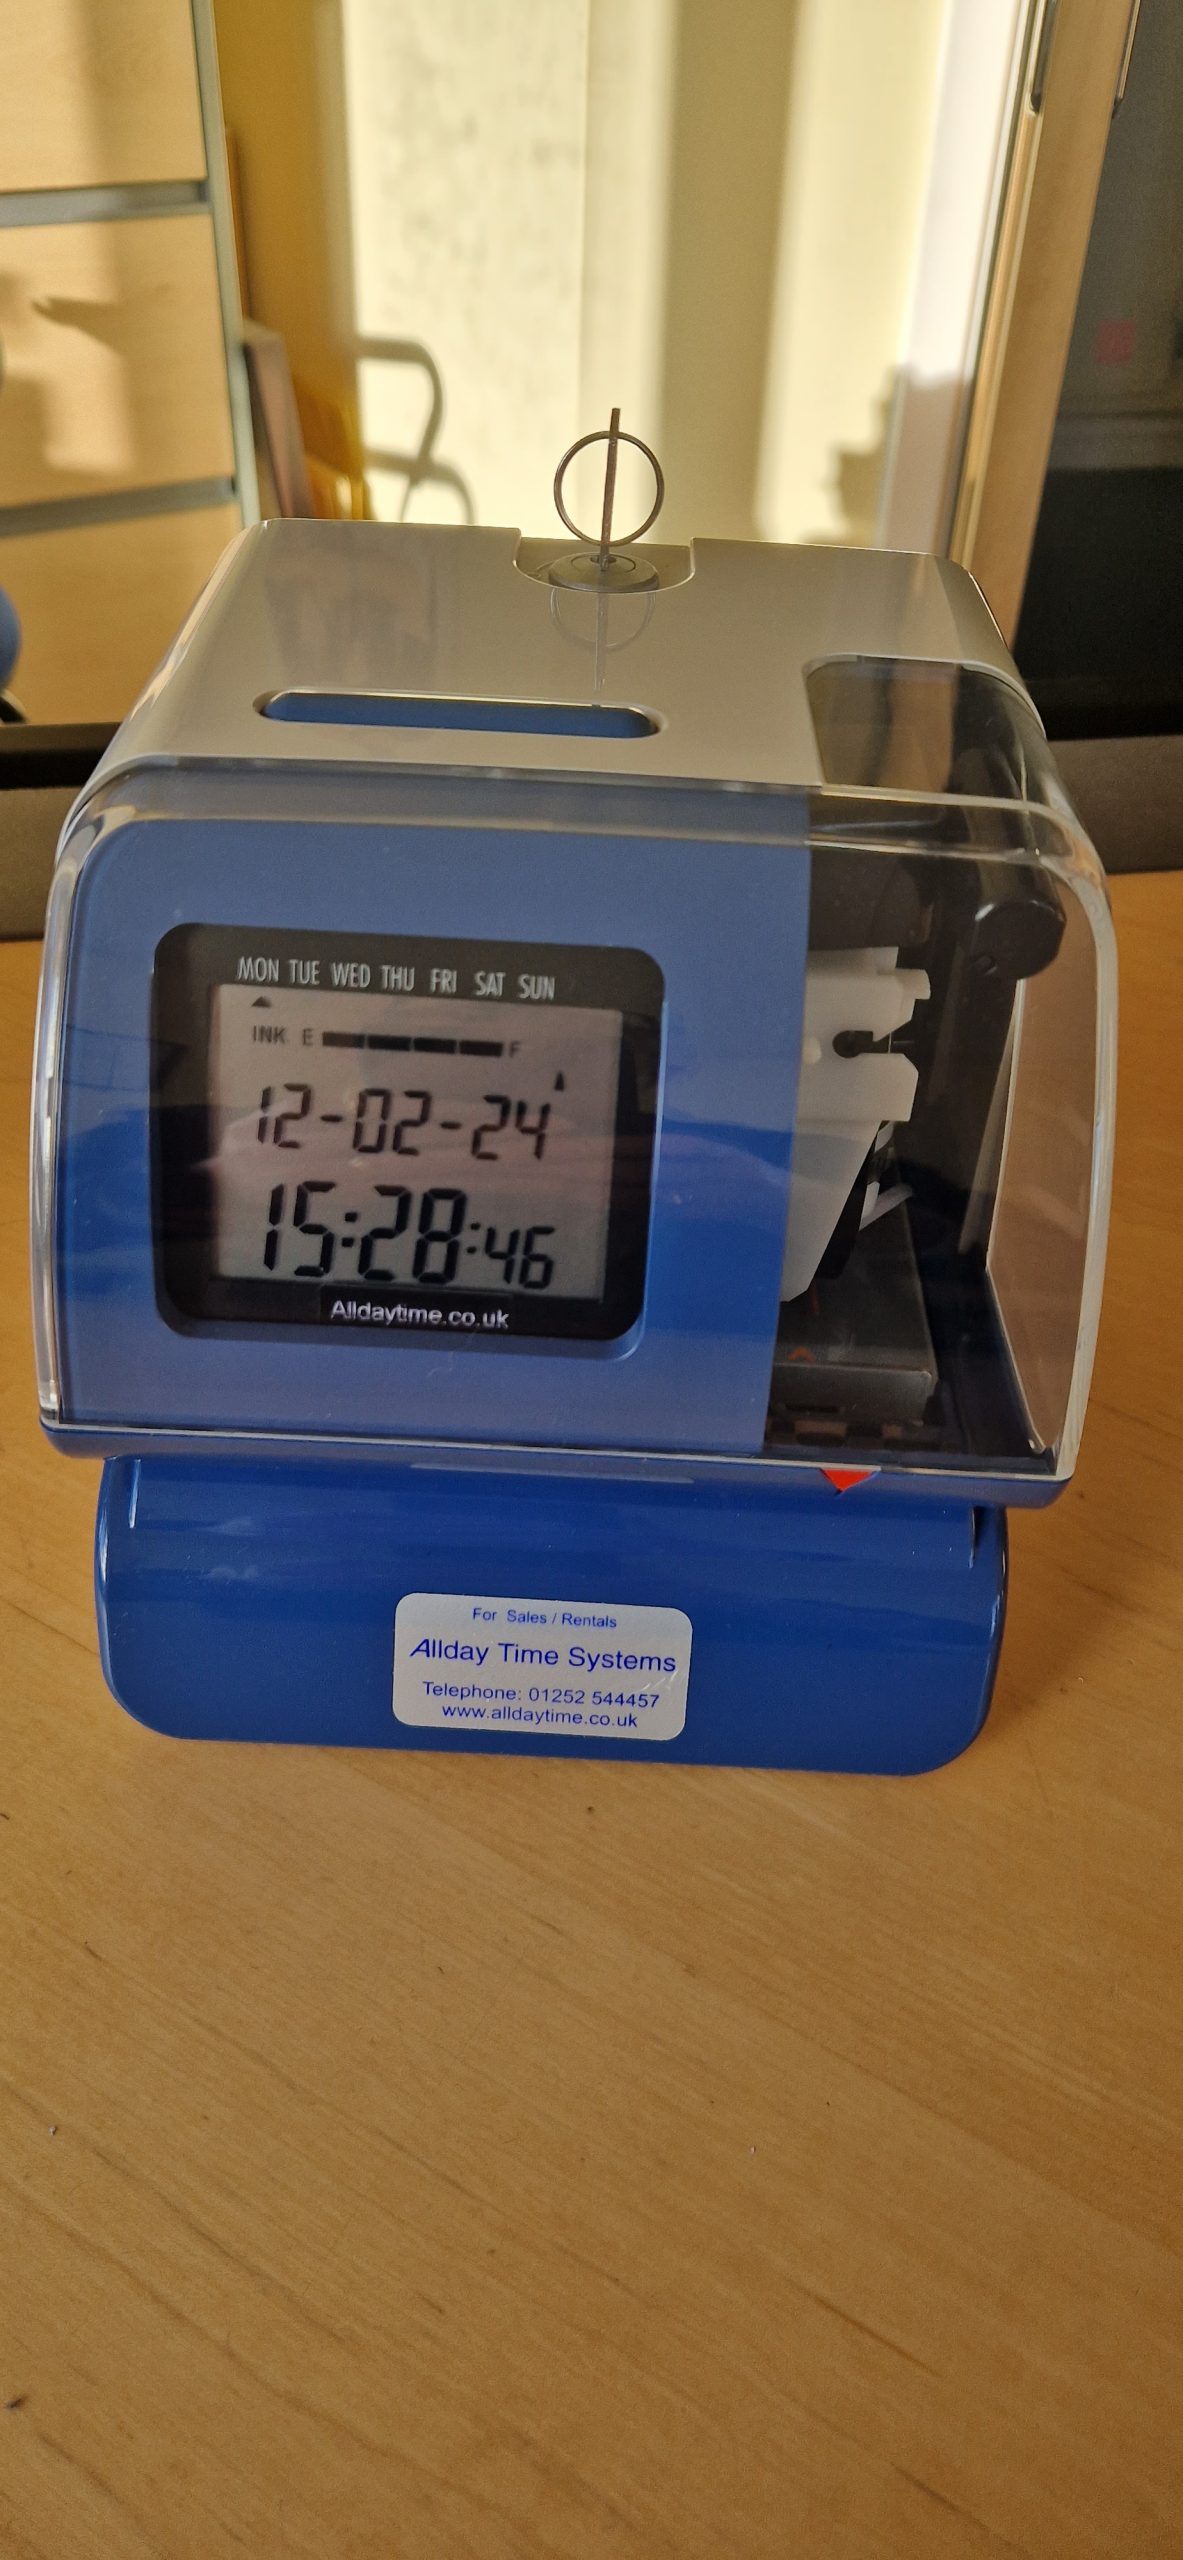 MON TUE WED THU FRI SAT SUN
INK E F
12-02-24
15:28:46
Alldaytime.co.uk
For Sales / Rentals
Allday Time Systems
Telephone: 01252 544457
www.alldaytime.co.uk